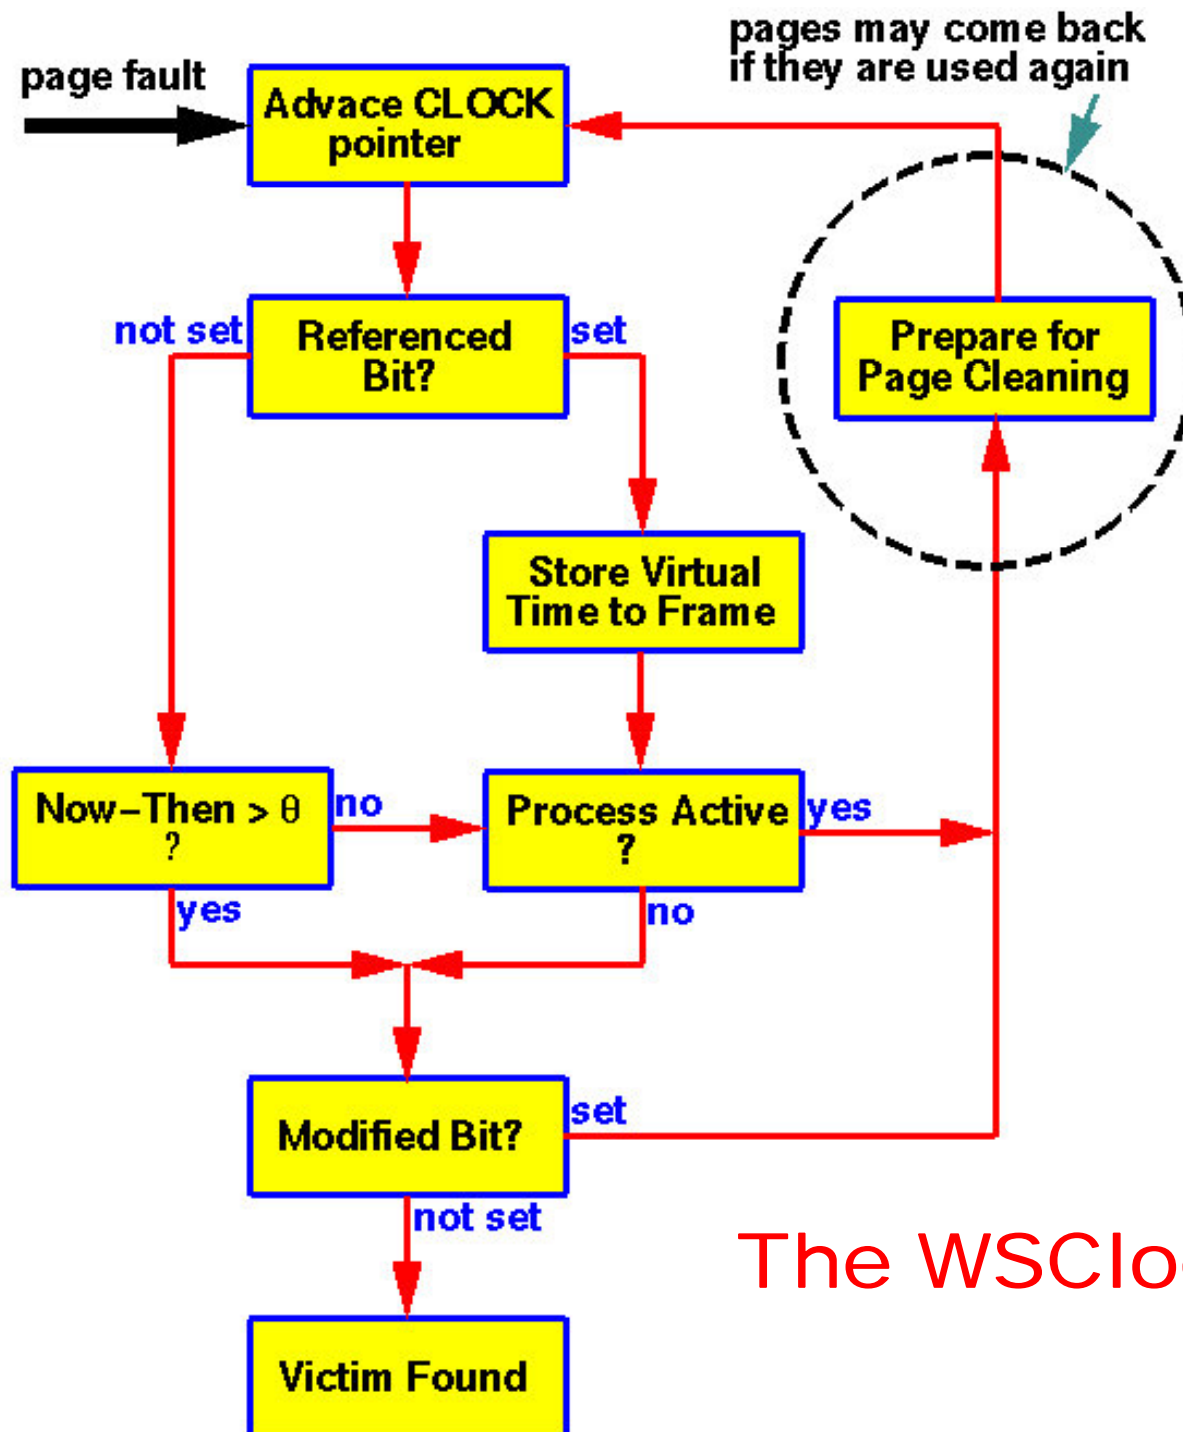 pages may come back
if they are used again
page fault
Advace CLOCK
pointer
not set
Referenced
Bit?
set
Prepare for
Page Cleaning
Store Virtual
Time to Frame
Now–Then > θ
?
no
Process Active
?
yes
yes
no
Modified Bit?
set
not set
The WSCloc
Victim Found